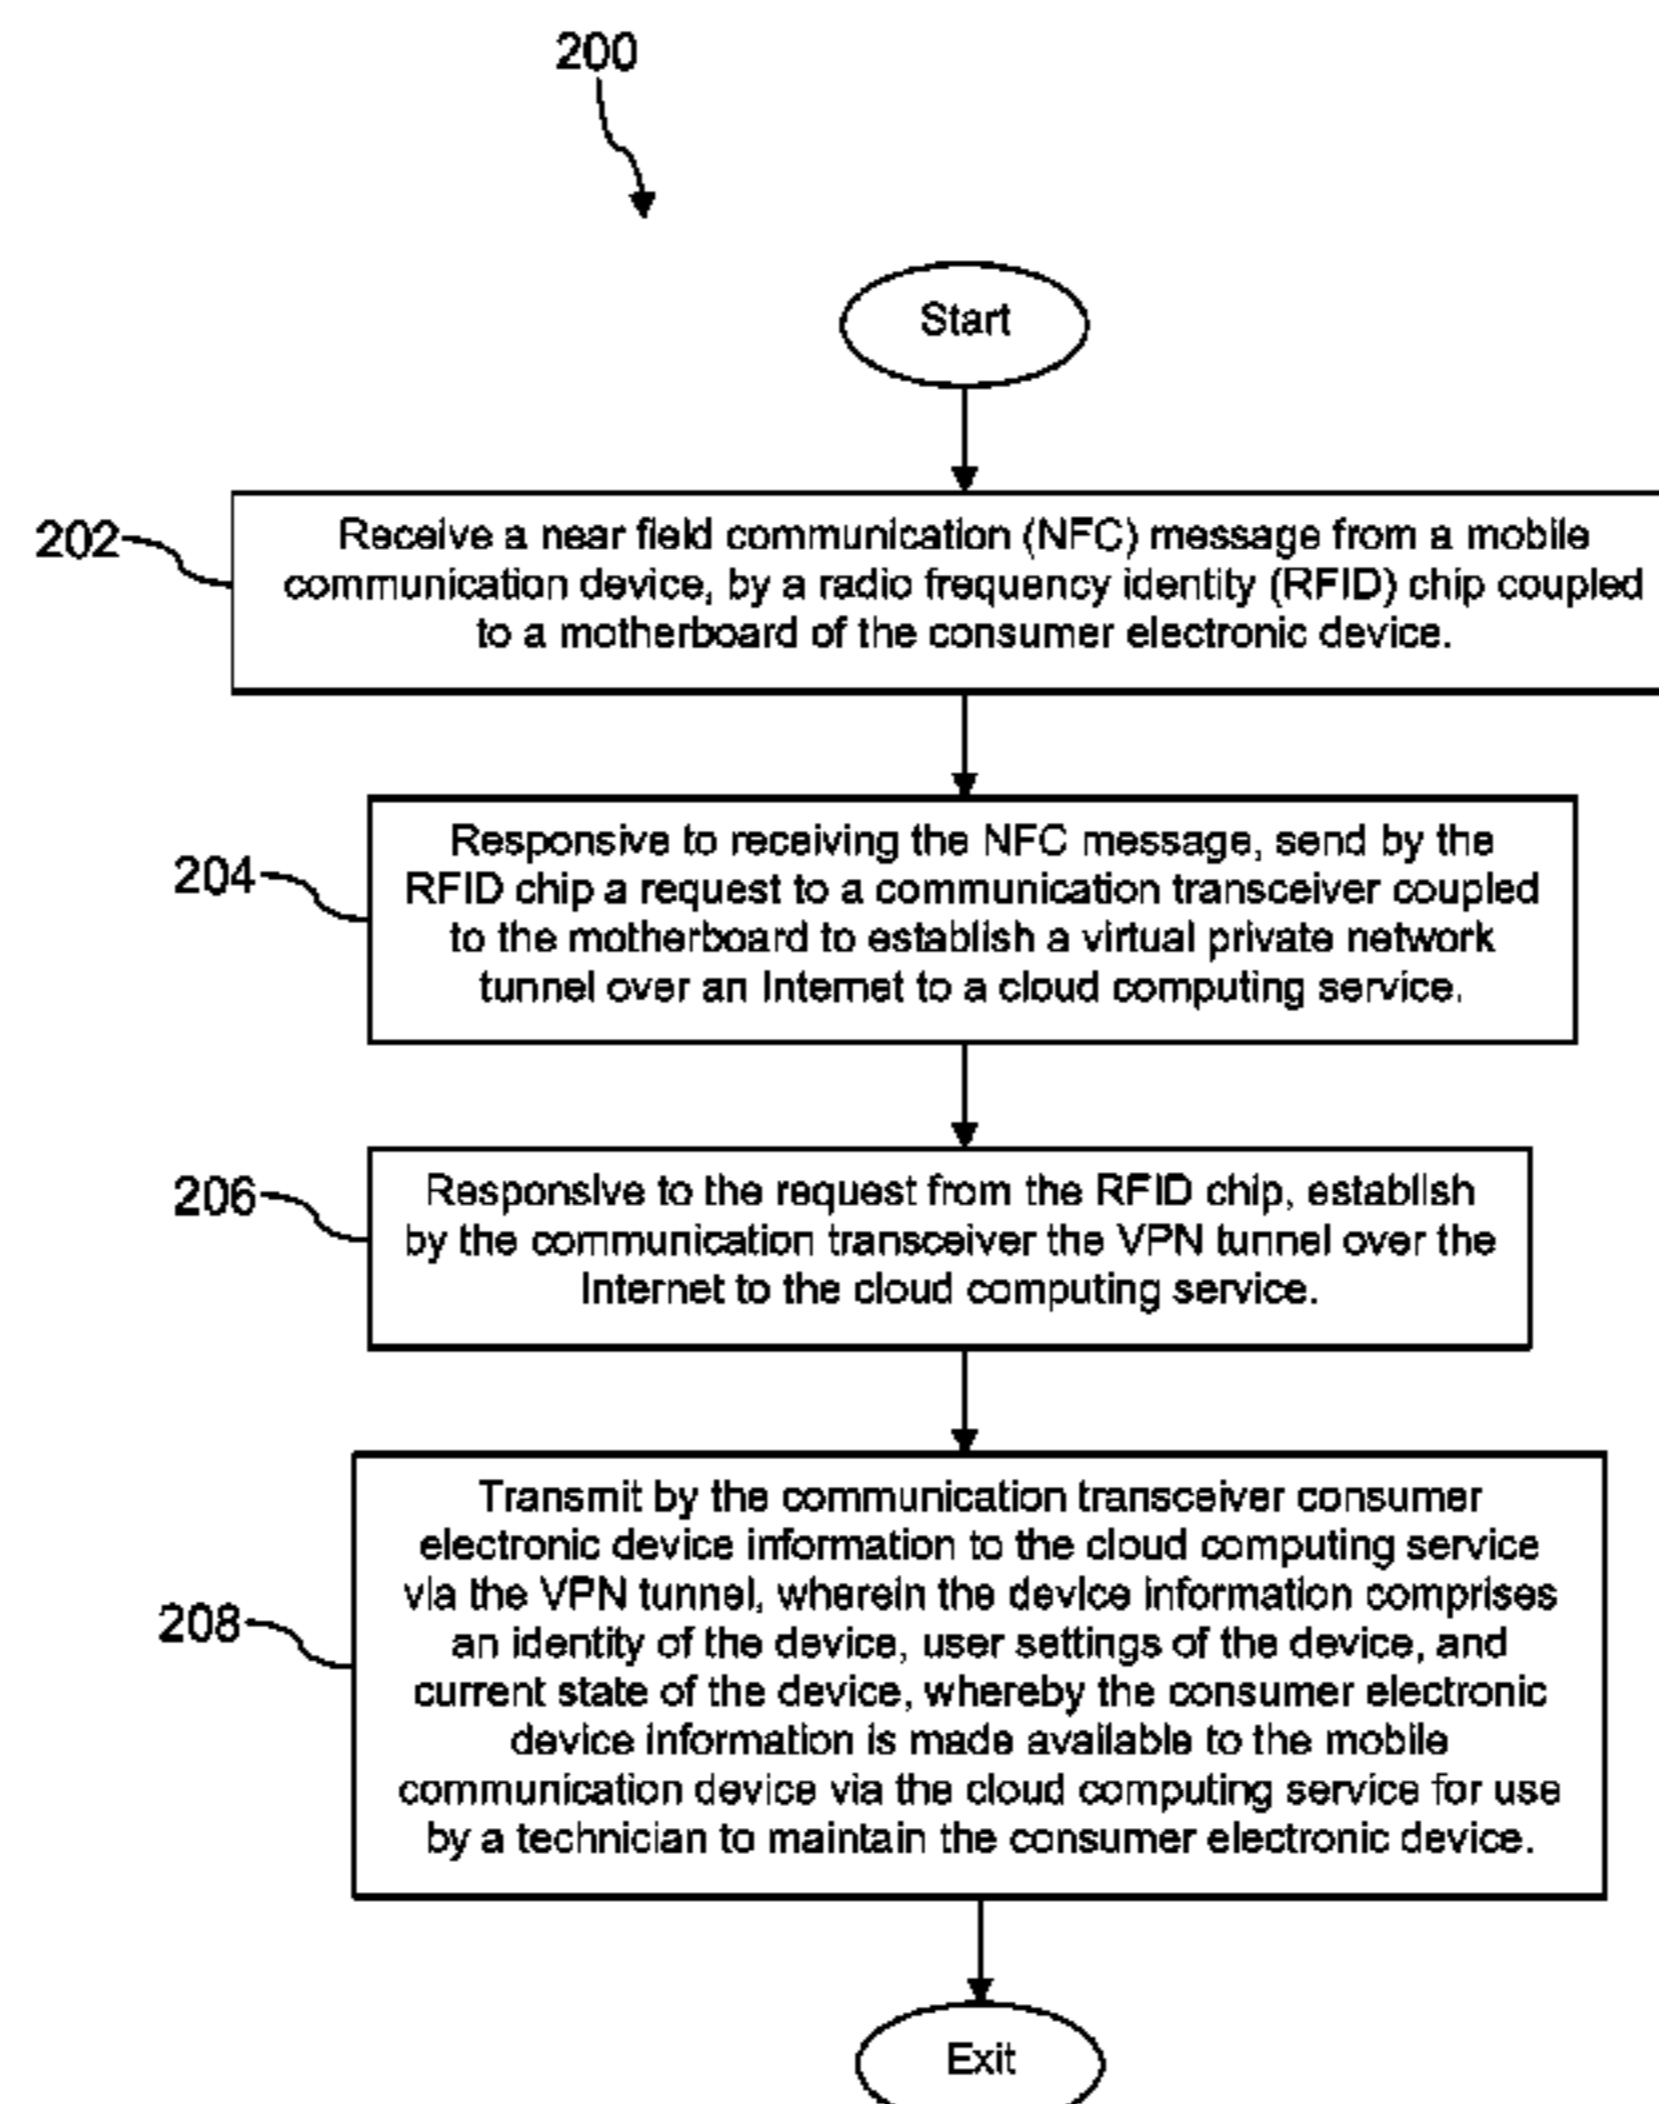 200
Start
202
Receive a near field communication (NFC) message from a mobile
communication device, by a radio frequency identity (RFID) chip coupled
to a motherboard of the consumer electronic device.
204
Responsive to receiving the NFC message, send by the
RFID chip a request to a communication transceiver coupled
to the motherboard to establish a virtual private network
tunnel over an Internet to a cloud computing service.
206
Responsive to the request from the RFID chip, establish
by the communication transceiver the VPN tunnel over the
Internet to the cloud computing service.
208
Transmit by the communication transceiver consumer
electronic device information to the cloud computing service
via the VPN tunnel, wherein the device information comprises
an identity of the device, user settings of the device, and
current state of the device, whereby the consumer electronic
device information is made available to the mobile
communication device via the cloud computing service for use
by a technician to maintain the consumer electronic device.
Exit